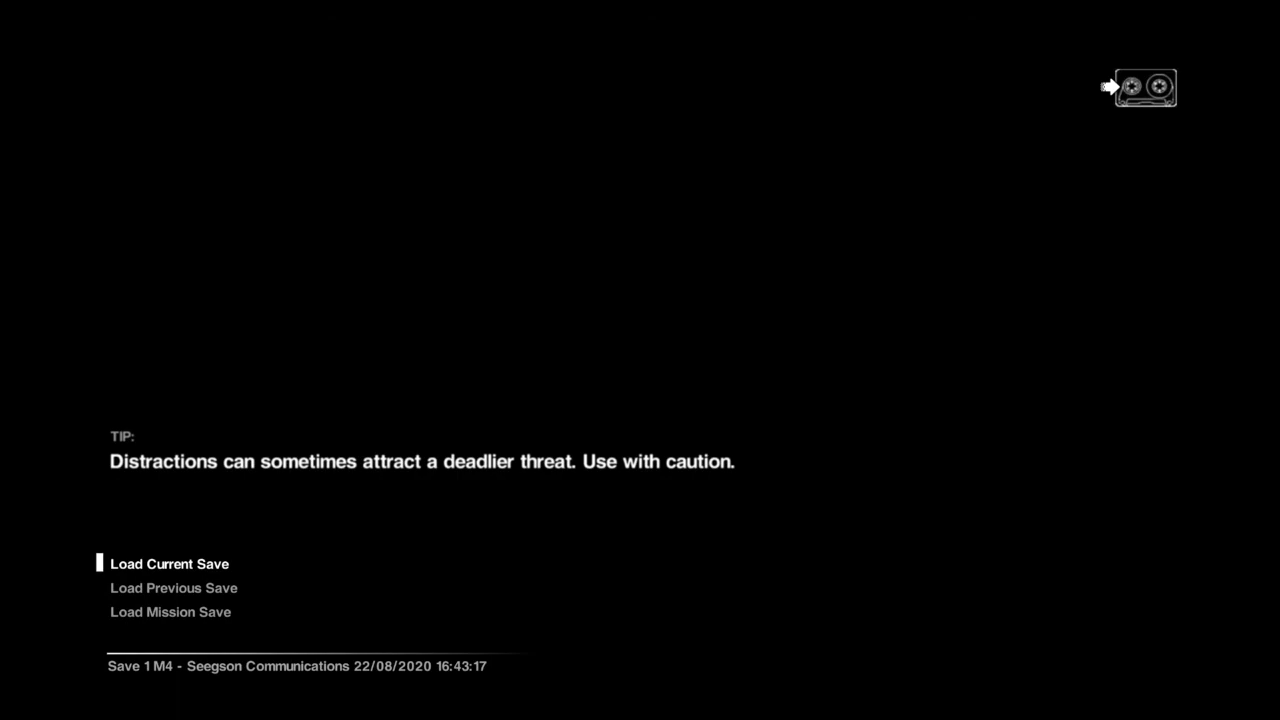 TIP:
Distractions can sometimes attract a deadlier threat. Use with caution.
Load Current Save
Load Previous Save
Load Mission Save
Save 1 M4 - Seegson Communications 22/08/2020 16:43:17